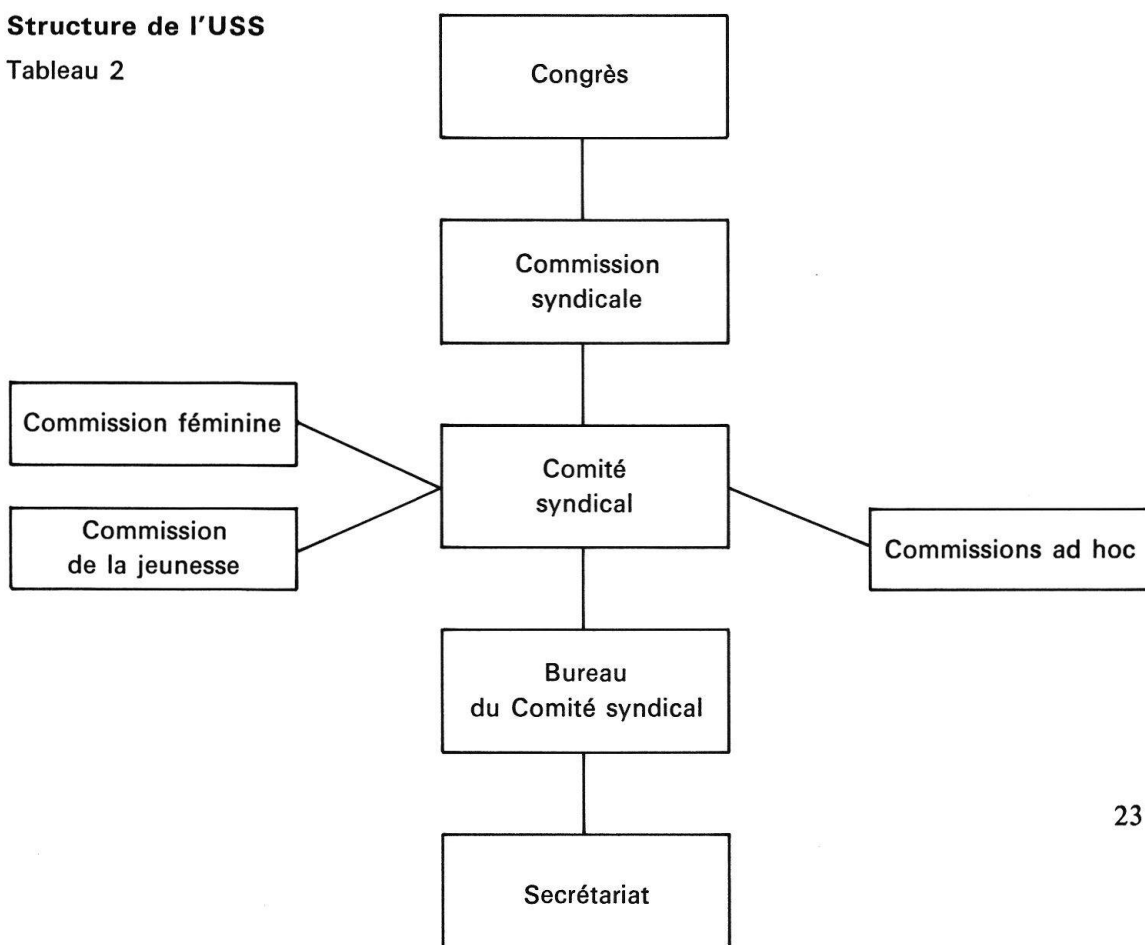 Structure de l'USS
Tableau 2
Congrès
Commission
syndicale
Commission féminine
Comité
syndical
Commission
de la jeunesse
Commissions ad hoc
Bureau
du Comité syndical
23
Secrétariat